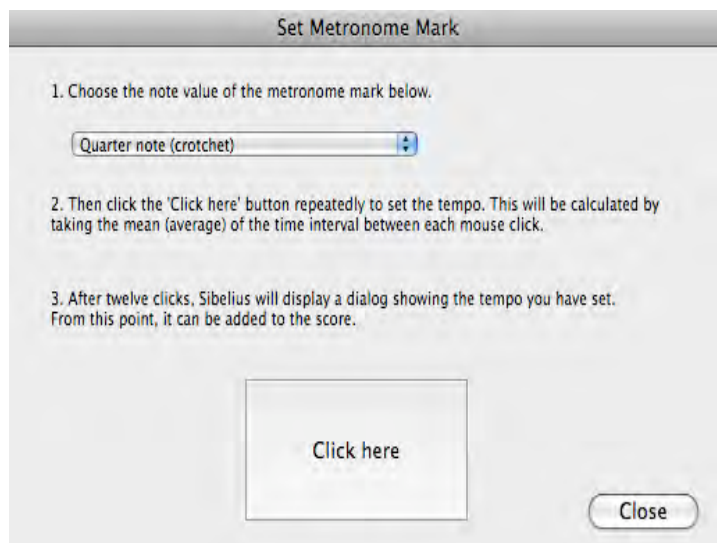 Set Metronome Mark
1. Choose the note value of the metronome mark below.
Quarter note (crotchet)
2. Then click the 'Click here' button repeatedly to set the tempo. This will be calculated by
taking the mean (average) of the time interval between each mouse click.
3. After twelve clicks, Sibelius will display a dialog showing the tempo you have set.
From this point, it can be added to the score.
Click here
Close